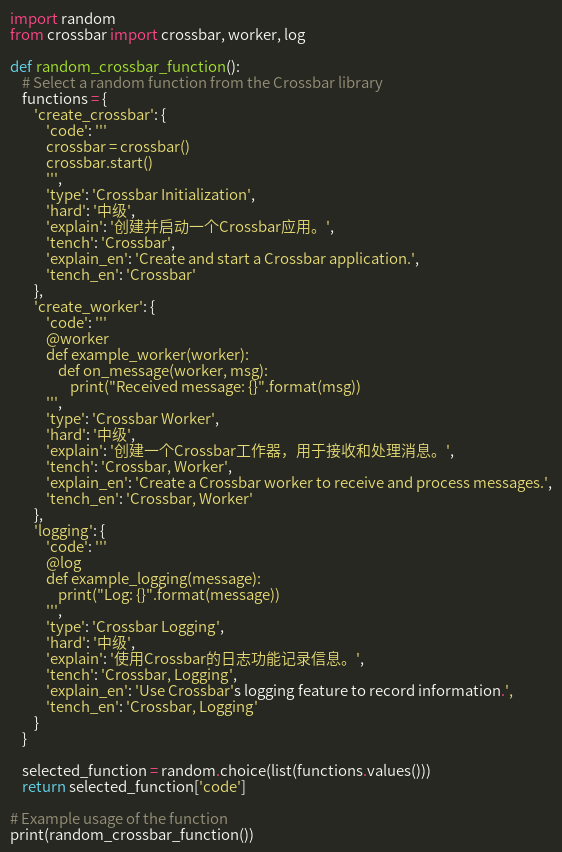 import random
from crossbar import crossbar, worker, log

def random_crossbar_function():
    # Select a random function from the Crossbar library
    functions = {
        'create_crossbar': {
            'code': '''
            crossbar = crossbar()
            crossbar.start()
            ''',
            'type': 'Crossbar Initialization',
            'hard': '中级',
            'explain': '创建并启动一个Crossbar应用。',
            'tench': 'Crossbar',
            'explain_en': 'Create and start a Crossbar application.',
            'tench_en': 'Crossbar'
        },
        'create_worker': {
            'code': '''
            @worker
            def example_worker(worker):
                def on_message(worker, msg):
                    print("Received message: {}".format(msg))
            ''',
            'type': 'Crossbar Worker',
            'hard': '中级',
            'explain': '创建一个Crossbar工作器，用于接收和处理消息。',
            'tench': 'Crossbar, Worker',
            'explain_en': 'Create a Crossbar worker to receive and process messages.',
            'tench_en': 'Crossbar, Worker'
        },
        'logging': {
            'code': '''
            @log
            def example_logging(message):
                print("Log: {}".format(message))
            ''',
            'type': 'Crossbar Logging',
            'hard': '中级',
            'explain': '使用Crossbar的日志功能记录信息。',
            'tench': 'Crossbar, Logging',
            'explain_en': 'Use Crossbar's logging feature to record information.',
            'tench_en': 'Crossbar, Logging'
        }
    }

    selected_function = random.choice(list(functions.values()))
    return selected_function['code']

# Example usage of the function
print(random_crossbar_function())